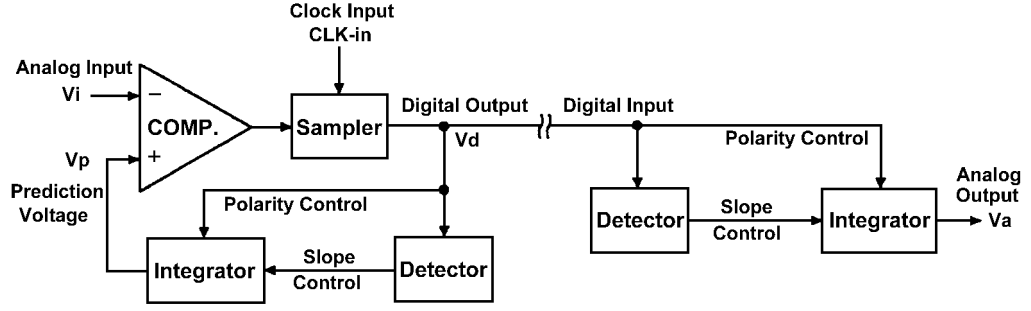 Clock Input
CLK-in
Analog Input
Vi
−
COMP.
Vp
+
Prediction
Voltage
Sampler
Digital Output
Vd
Digital Input
Polarity Control
Integrator
Slope
Control
Detector
Polarity Control
Detector
Slope
Control
Integrator
Analog
Output
Va